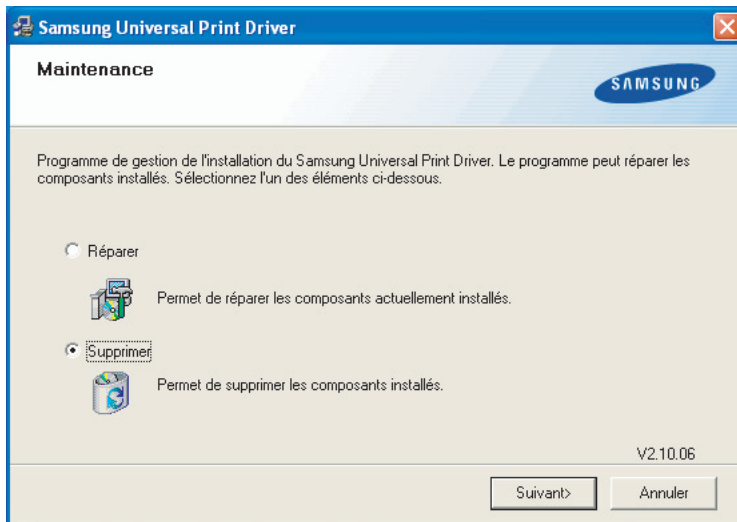 Samsung Universal Print Driver
Maintenance
SAMSUNG
Programme de gestion de l'installation du Samsung Universal Print Driver. Le programme peut réparer les
composants installés. Sélectionnez l'un des éléments ci-dessous.
Réparer
Permet de réparer les composants actuellement installés.
Supprimer
Permet de supprimer les composants installés.
V2.10.06
Suivant>
Annuler